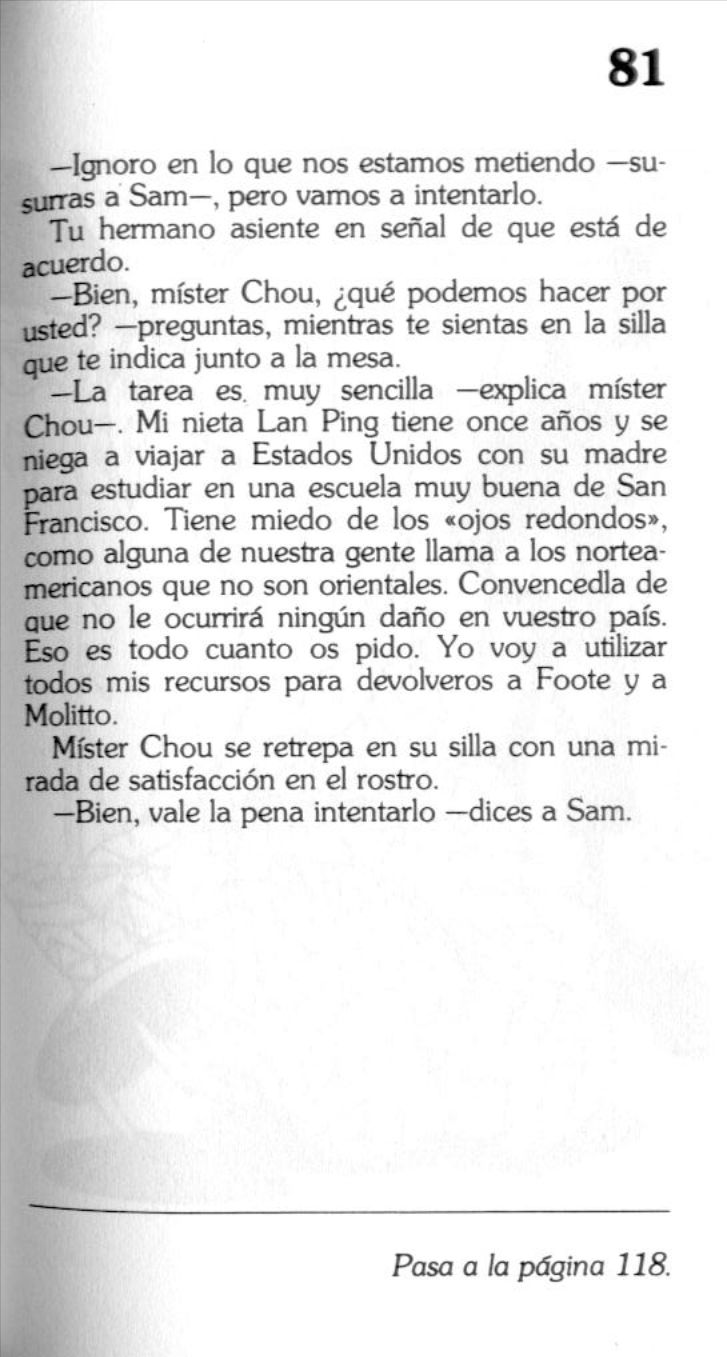 81
—Ignoro en lo que nos estamos metiendo —su-
surras a Sam—, pero vamos a intentarlo.
Tu hermano asiente en señal de que está de
acuerdo.
—Bien, míster Chou, ¿qué podemos hacer por
usted? —preguntas, mientras te sientas en la silla
que te indica junto a la mesa.
—La tarea es muy sencilla —explica míster
Chou—. Mi nieta Lan Ping tiene once años y se
niega a viajar a Estados Unidos con su madre
para estudiar en una escuela muy buena de San
Francisco. Tiene miedo de los «ojos redondos»,
como alguna de nuestra gente llama a los nortea-
mericanos que no son orientales. Convencedla de
que no le ocurrirá ningún daño en vuestro país.
Eso es todo cuanto os pido. Yo voy a utilizar
todos mis recursos para devolveros a Foote y a
Molitto.
Míster Chou se retrepa en su silla con una mi-
rada de satisfacción en el rostro.
—Bien, vale la pena intentarlo —dices a Sam.
Pasa a la página 118.